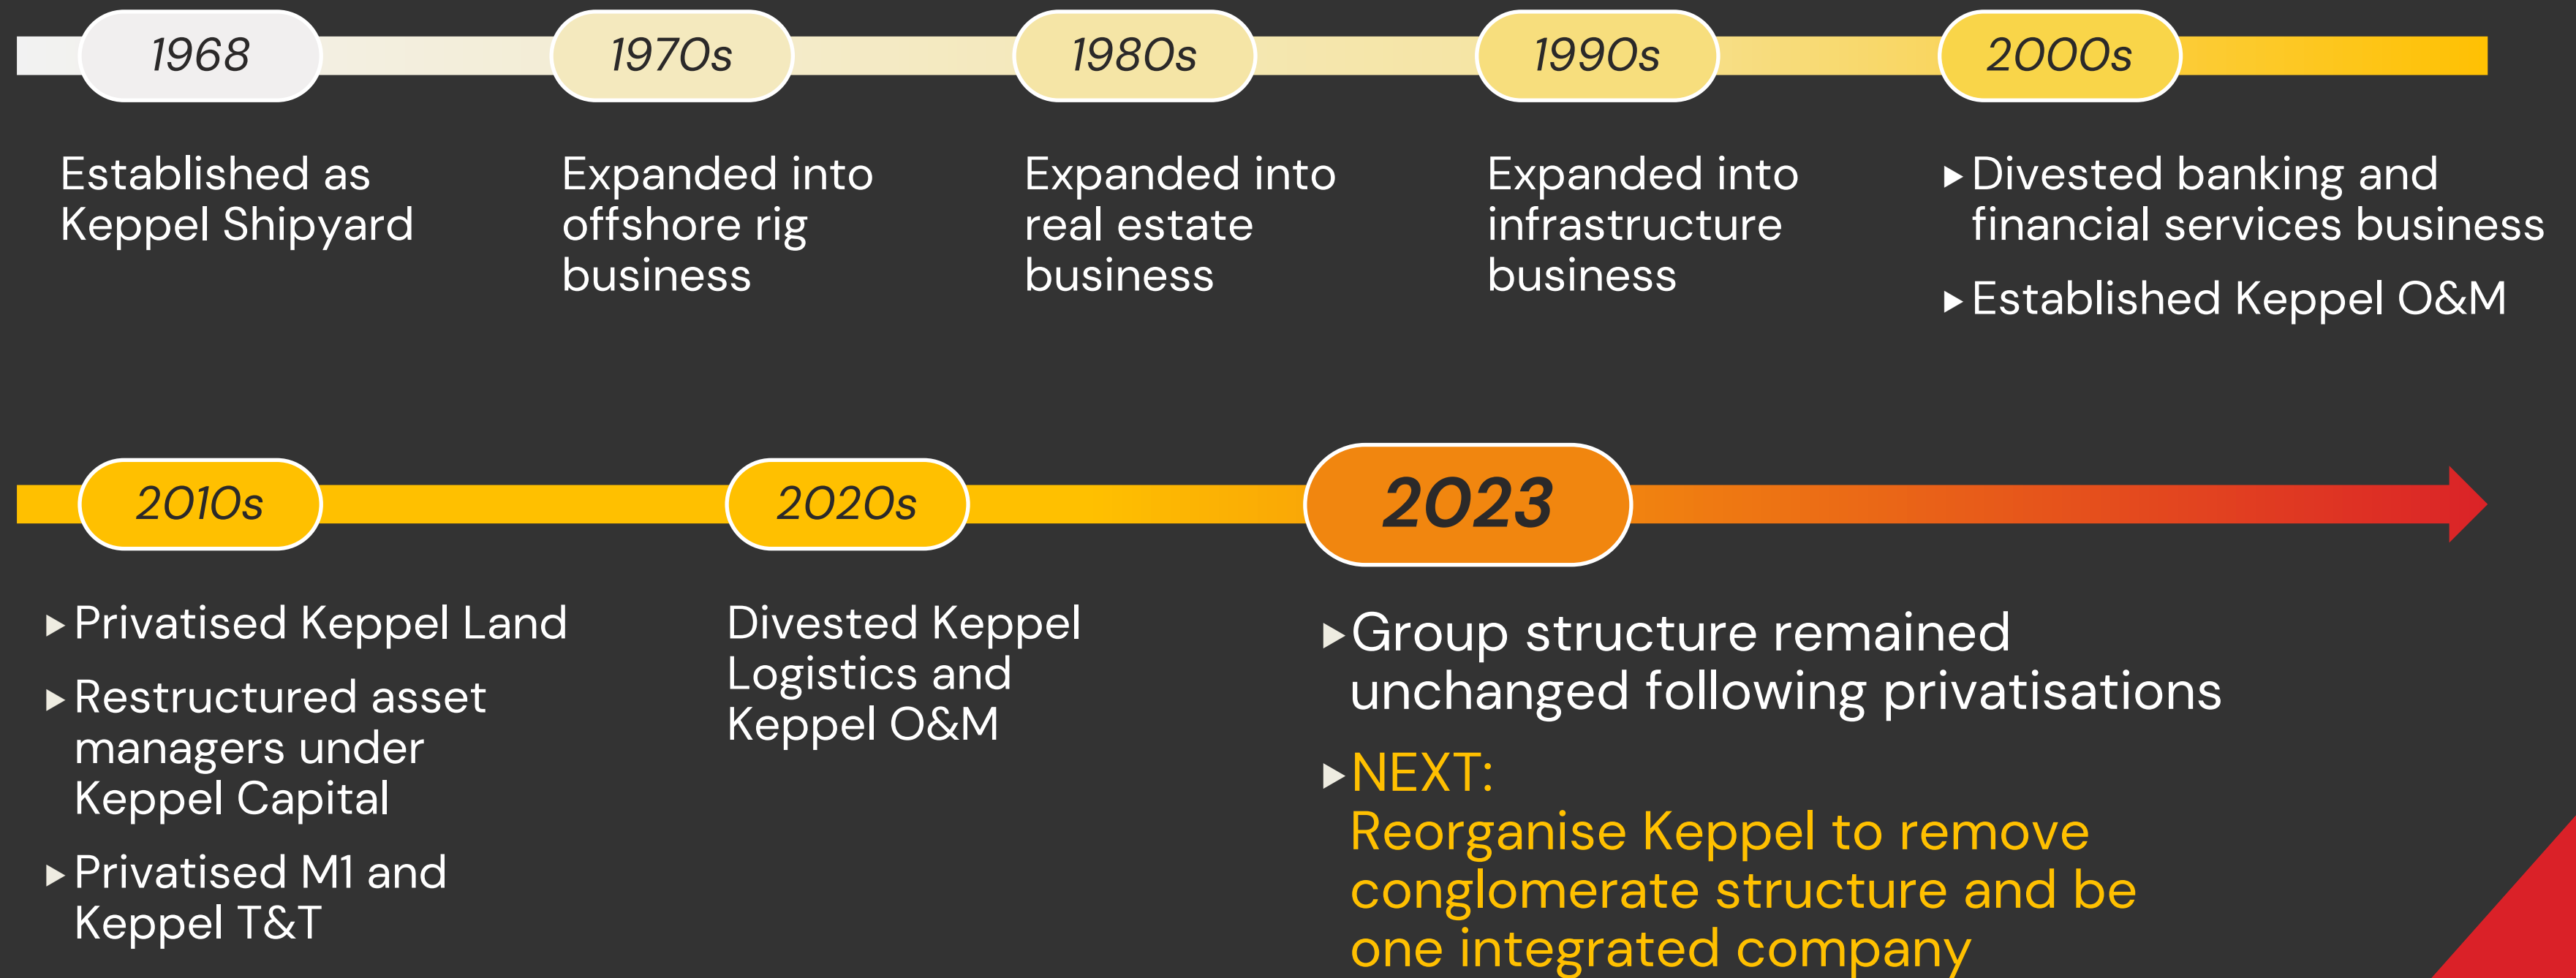 1968
1970s
1980s
1990s
2000s
Established as
Keppel Shipyard
Expanded into
offshore rig
business
Expanded into
real estate
business
Expanded into
infrastructure
business
▸Divested banking and
financial services business
▸Established Keppel O&M
2010s
2020s
2023
▸Privatised Keppel Land
▸Restructured asset
managers under
Keppel Capital
▸Privatised M1 and
Keppel T&T
Divested Keppel
Logistics and
Keppel O&M
▸Group structure remained
unchanged following privatisations
▸NEXT:
Reorganise Keppel to remove
conglomerate structure and be
one integrated company